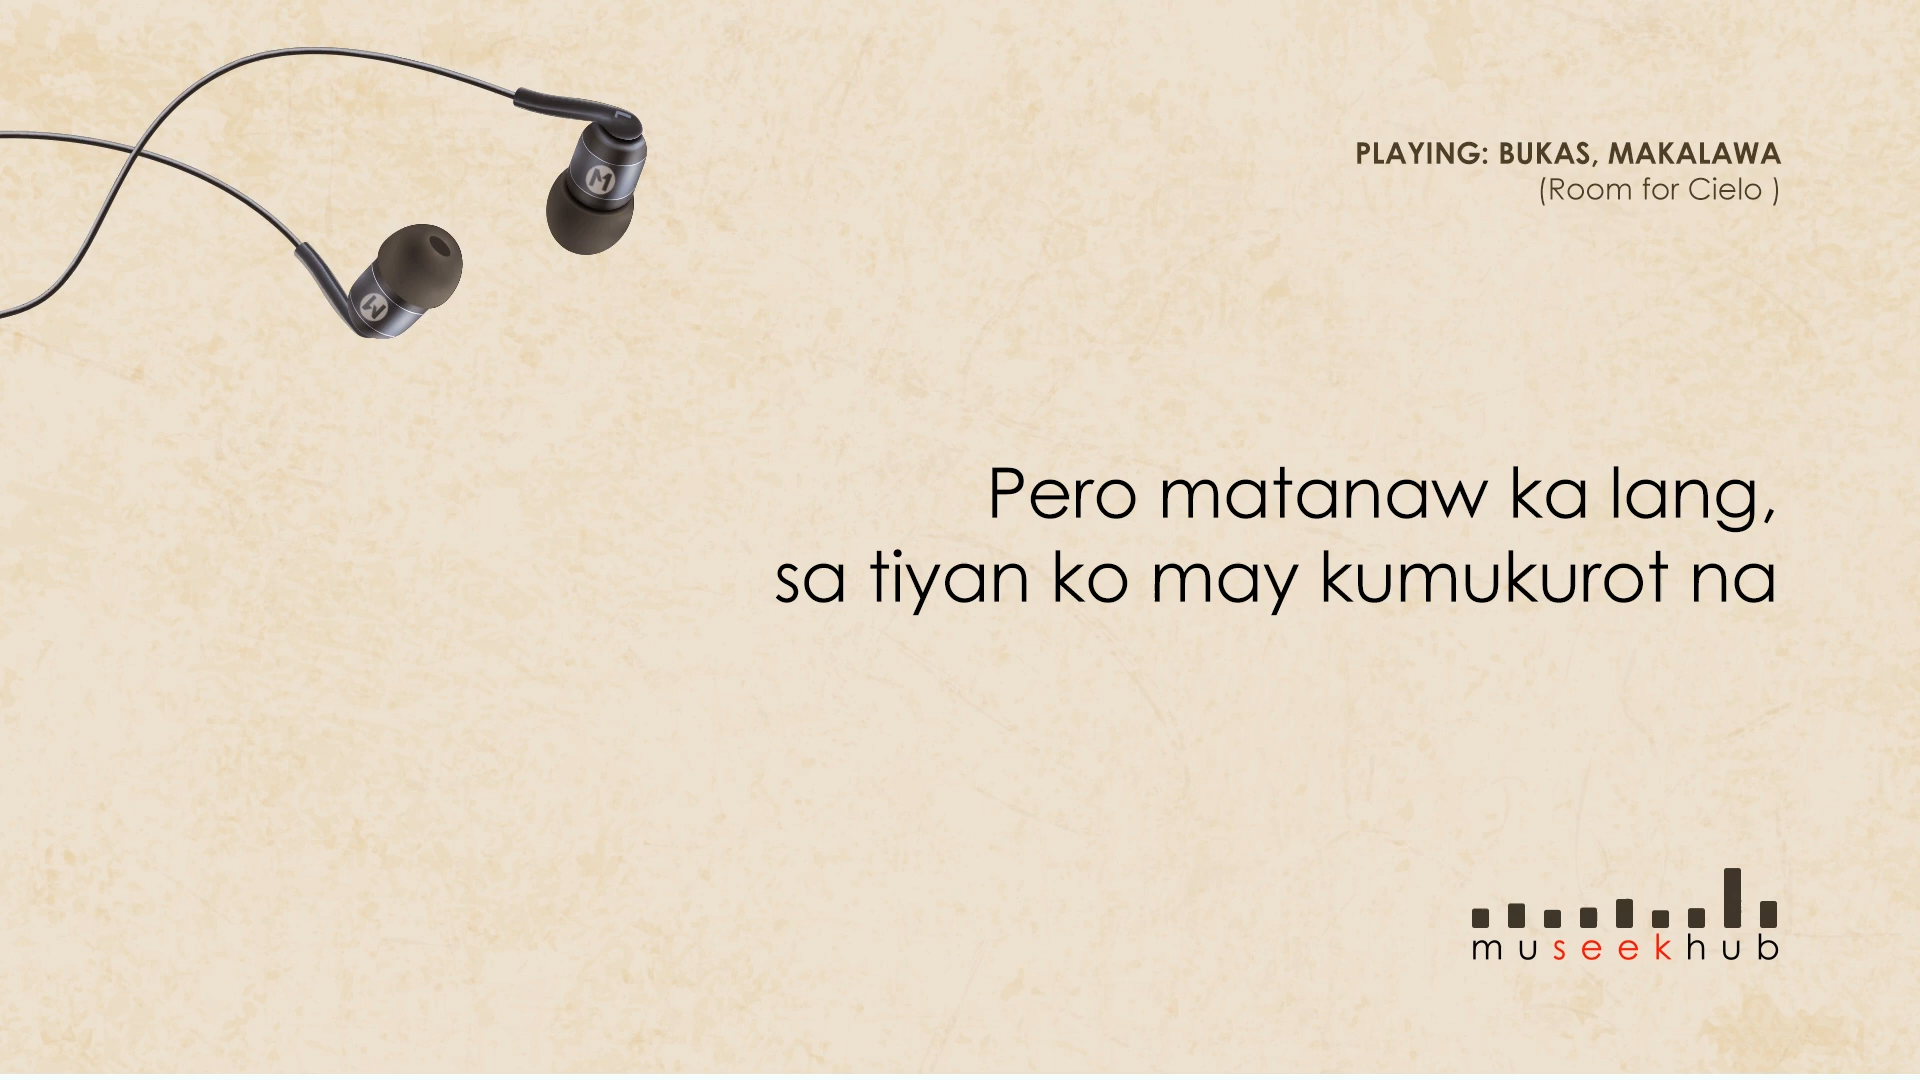 PLAYING: BUKAS, MAKALAWA
(Room for Cielo )
Pero matanaw ka lang,
sa tiyan ko may kumukurot na
museekhub